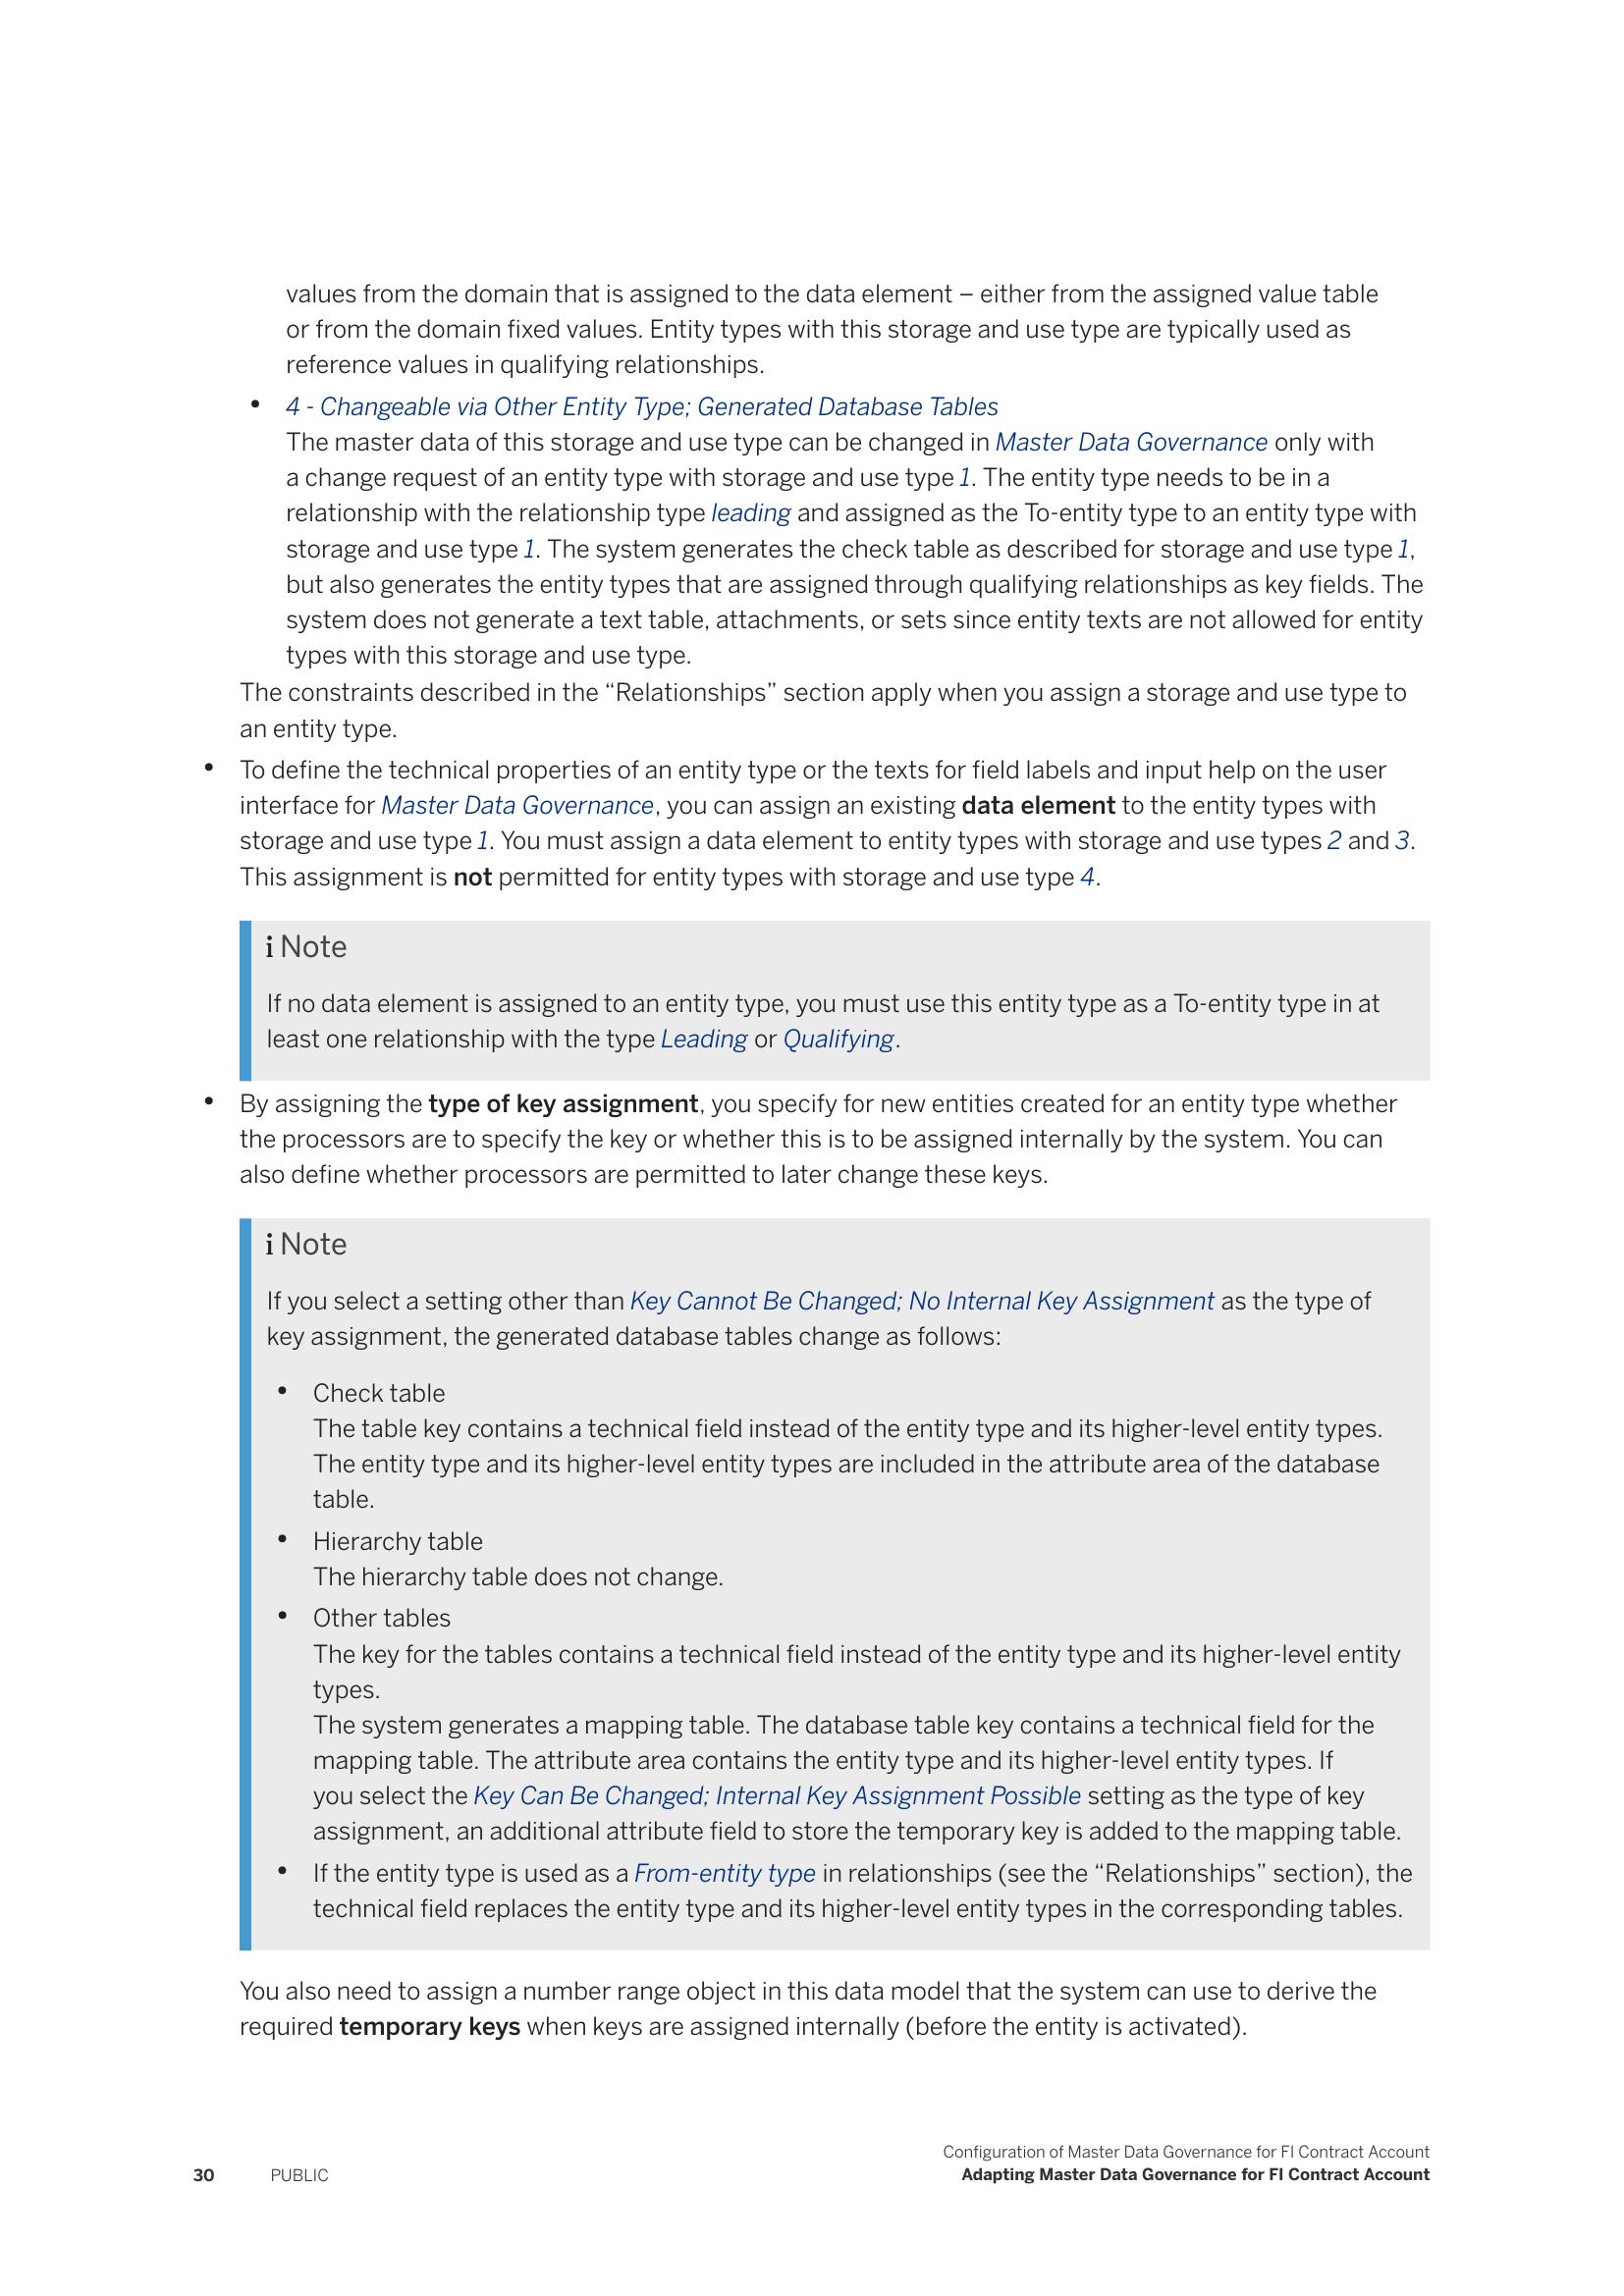 values from the domain that is assigned to the data element – either from the assigned value table
or from the domain fixed values. Entity types with this storage and use type are typically used as
reference values in qualifying relationships.
• 4 - Changeable via Other Entity Type; Generated Database Tables
The master data of this storage and use type can be changed in Master Data Governance only with
a change request of an entity type with storage and use type 1. The entity type needs to be in a
relationship with the relationship type leading and assigned as the To-entity type to an entity type with
storage and use type 1. The system generates the check table as described for storage and use type 1,
but also generates the entity types that are assigned through qualifying relationships as key fields. The
system does not generate a text table, attachments, or sets since entity texts are not allowed for entity
types with this storage and use type.
The constraints described in the “Relationships” section apply when you assign a storage and use type to
an entity type.
• To define the technical properties of an entity type or the texts for field labels and input help on the user
interface for Master Data Governance, you can assign an existing data element to the entity types with
storage and use type 1. You must assign a data element to entity types with storage and use types 2 and 3.
This assignment is not permitted for entity types with storage and use type 4.
i Note
If no data element is assigned to an entity type, you must use this entity type as a To-entity type in at
least one relationship with the type Leading or Qualifying.
• By assigning the type of key assignment, you specify for new entities created for an entity type whether
the processors are to specify the key or whether this is to be assigned internally by the system. You can
also define whether processors are permitted to later change these keys.
i Note
If you select a setting other than Key Cannot Be Changed; No Internal Key Assignment as the type of
key assignment, the generated database tables change as follows:
• Check table
The table key contains a technical field instead of the entity type and its higher-level entity types.
The entity type and its higher-level entity types are included in the attribute area of the database
table.
• Hierarchy table
The hierarchy table does not change.
• Other tables
The key for the tables contains a technical field instead of the entity type and its higher-level entity
types.
The system generates a mapping table. The database table key contains a technical field for the
mapping table. The attribute area contains the entity type and its higher-level entity types. If
you select the Key Can Be Changed; Internal Key Assignment Possible setting as the type of key
assignment, an additional attribute field to store the temporary key is added to the mapping table.
• If the entity type is used as a From-entity type in relationships (see the “Relationships” section), the
technical field replaces the entity type and its higher-level entity types in the corresponding tables.
You also need to assign a number range object in this data model that the system can use to derive the
required temporary keys when keys are assigned internally (before the entity is activated).
Configuration of Master Data Governance for FI Contract Account
30 PUBLIC Adapting Master Data Governance for FI Contract Account